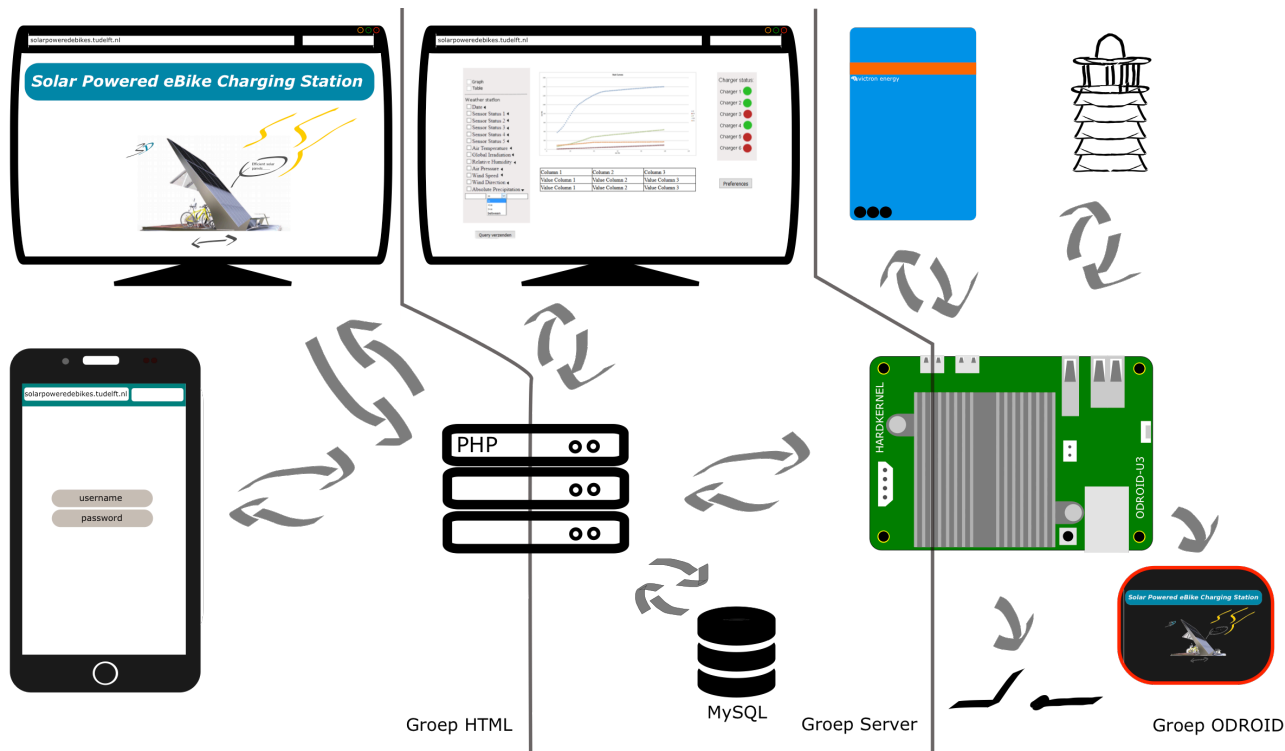 solarpoweredebikes.tudelft.nl
Solar Powered eBike Charging Station
Efficient solar
panels
solarpoweredebikes.tudelft.nl
Graph
Table
Weather station
Date
Sensor Status 1
Sensor Status 2
Sensor Status 3
Sensor Status 4
Sensor Status 5
Air Temperature
Global Irradiation
Relative Humidity
Air Pressure
Wind Speed
Wind Direction
Absolute Precipitation
Query verzenden
Column 1 Column 2 Column 3
Value Column 1 Value Column 2 Value Column 3
Value Column 1 Value Column 2 Value Column 3
Charger status:
Charger 1
Charger 2
Charger 3
Charger 4
Charger 5
Charger 6
Preferences
victron energy
solarpoweredebikes.tudelft.nl
username
password
PHP
HARDKERNEL
ODROID-U3
Solar Powered eBike Charging Station
MySQL
Groep HTML
Groep Server
Groep ODROID